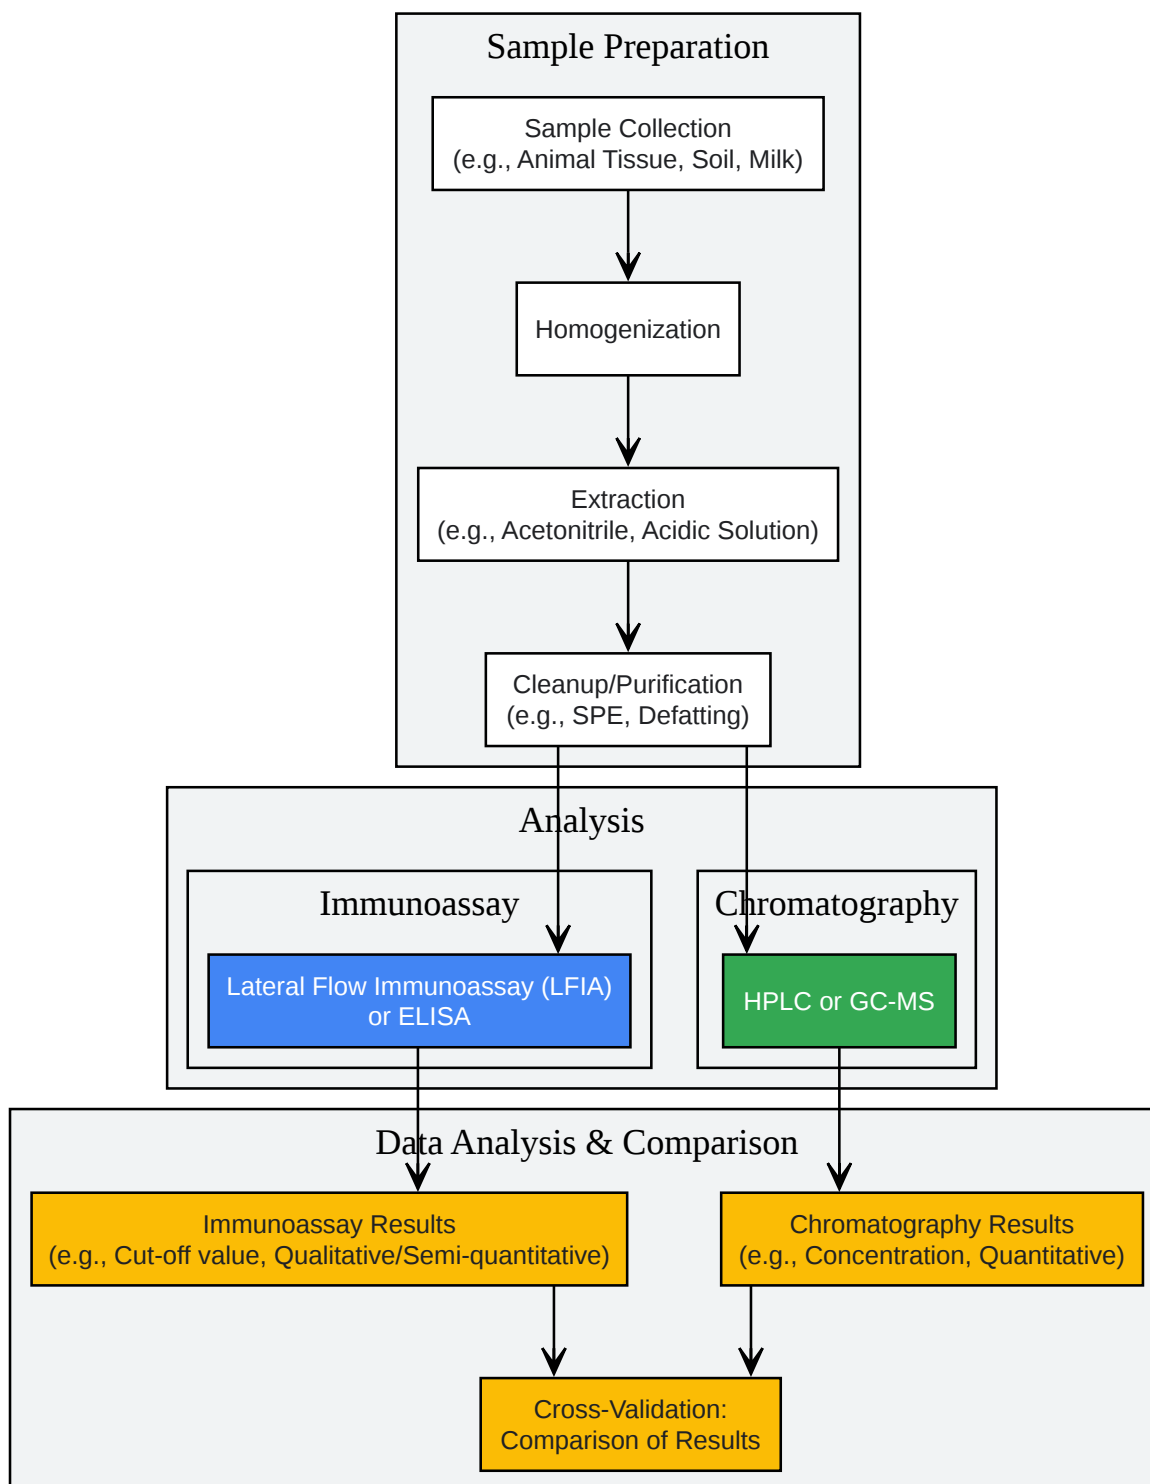 Sample Preparation
Sample Collection
(e.g., Animal Tissue, Soil, Milk)
Homogenization
Extraction
(e.g., Acetonitrile, Acidic Solution)
Cleanup/Purification
(e.g., SPE, Defatting)
Analysis
Immunoassay
Chromatography
Lateral Flow Immunoassay (LFIA)
or ELISA
HPLC or GC-MS
Data Analysis & Comparison
Immunoassay Results
(e.g., Cut-off value, Qualitative/Semi-quantitative)
Chromatography Results
(e.g., Concentration, Quantitative)
Cross-Validation:
Comparison of Results